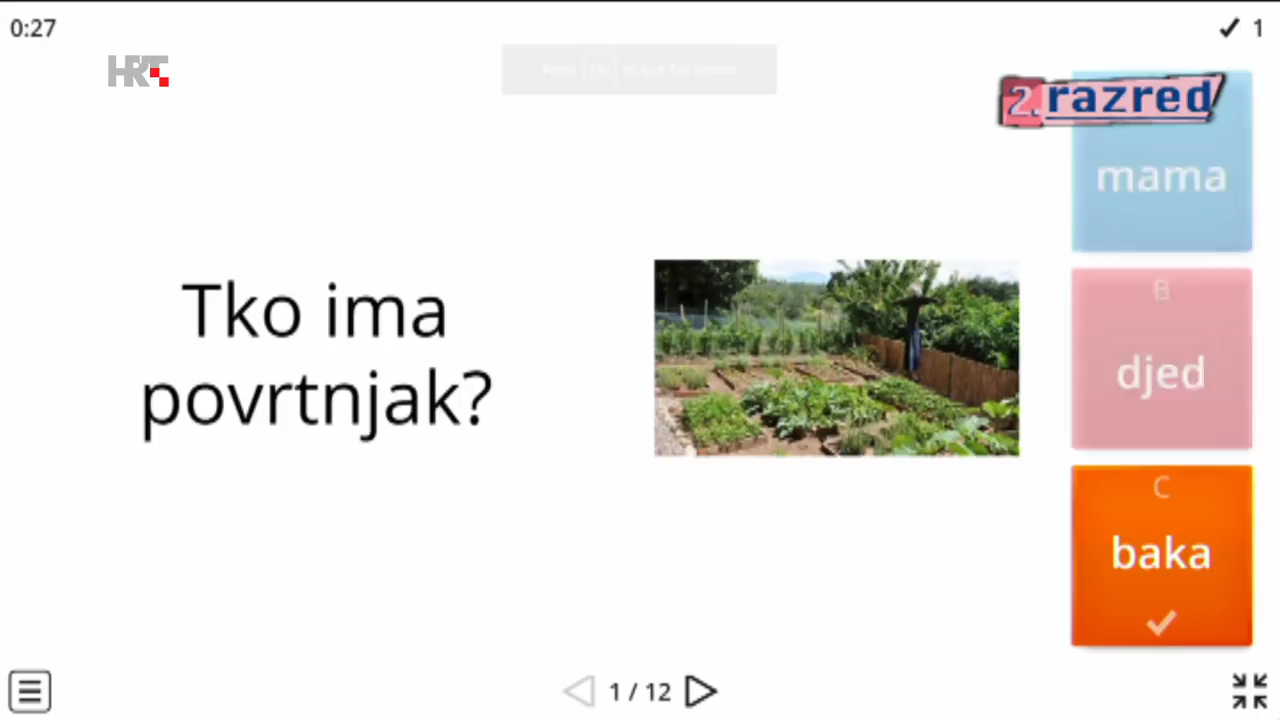 0:27
1
HRT
2. razred
mama
Tko ima
povrtnjak?
B
djed
C
baka
1 / 12